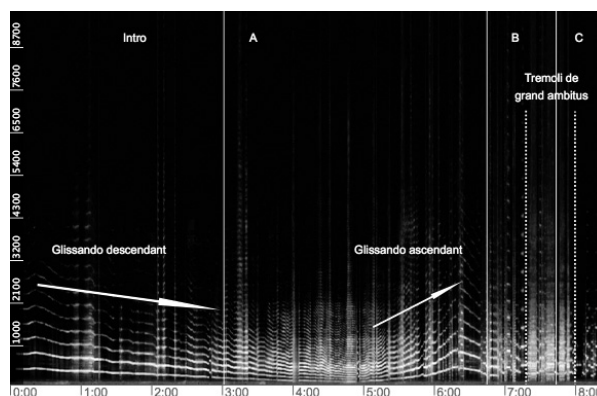 Intro
A
B
C
Tremoli de
grand ambitus
Glissando descendant
Glissando ascendant
8700
7600
6500
5400
4300
3200
2100
1000
0:00
1:00
2:00
3:00
4:00
5:00
6:00
7:00
8:00